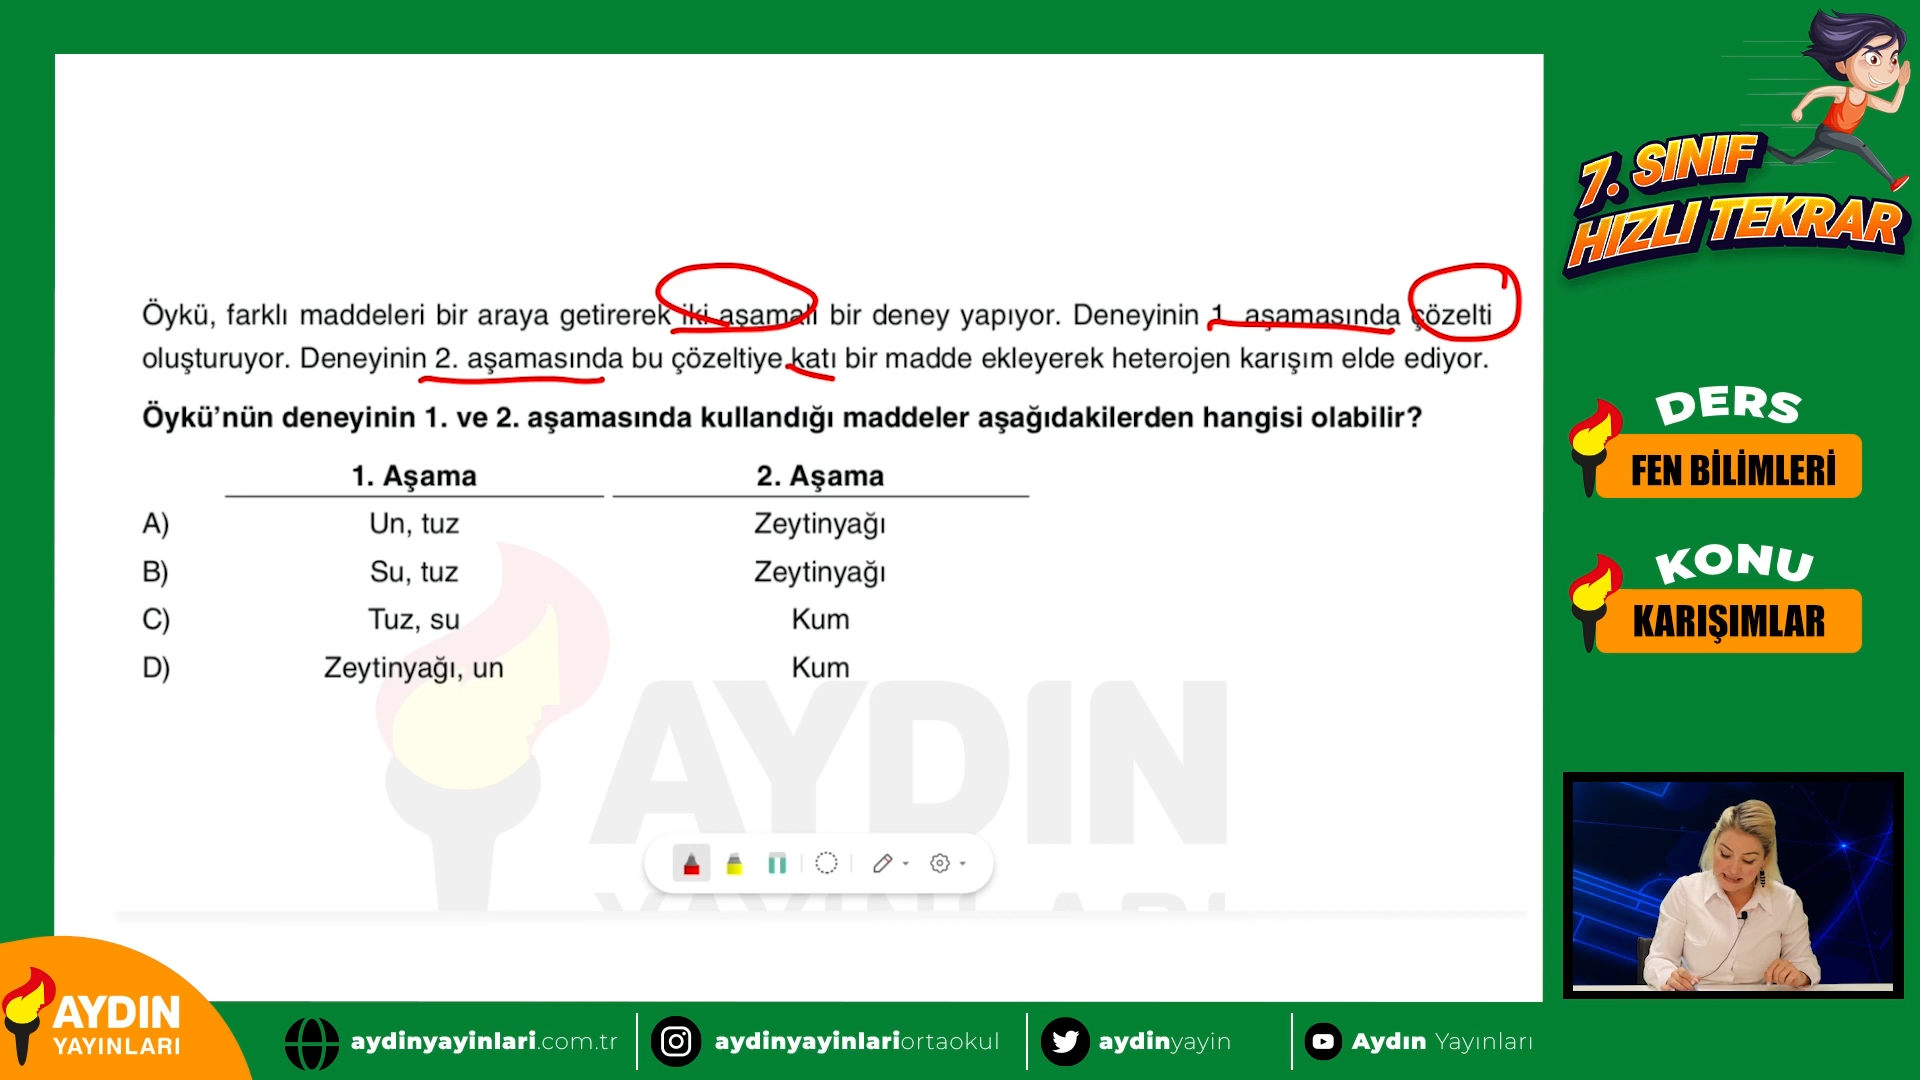 7. SINIF
HIZLI TEKRAR
Öykü, farklı maddeleri bir araya getirerek iki aşamalı bir deney yapıyor. Deneyinin 1. aşamasında çözelti
oluşturuyor. Deneyinin 2. aşamasında bu çözeltiye katı bir madde ekleyerek heterojen karışım elde ediyor.
Öykü'nün deneyinin 1. ve 2. aşamasında kullandığı maddeler aşağıdakilerden hangisi olabilir?
1. Aşama 2. Aşama
A) Un, tuz Zeytinyağı
B) Su, tuz Zeytinyağı
C) Tuz, su Kum
D) Zeytinyağı, un Kum
DERS
FEN BİLİMLERİ
KONU
KARIŞIMLAR
AYDIN
YAYINLARI
AYDIN
YAYINLARI
aydinyayinlari.com.tr
aydinyayinlariortaokul
aydinyayin
Aydın Yayınları